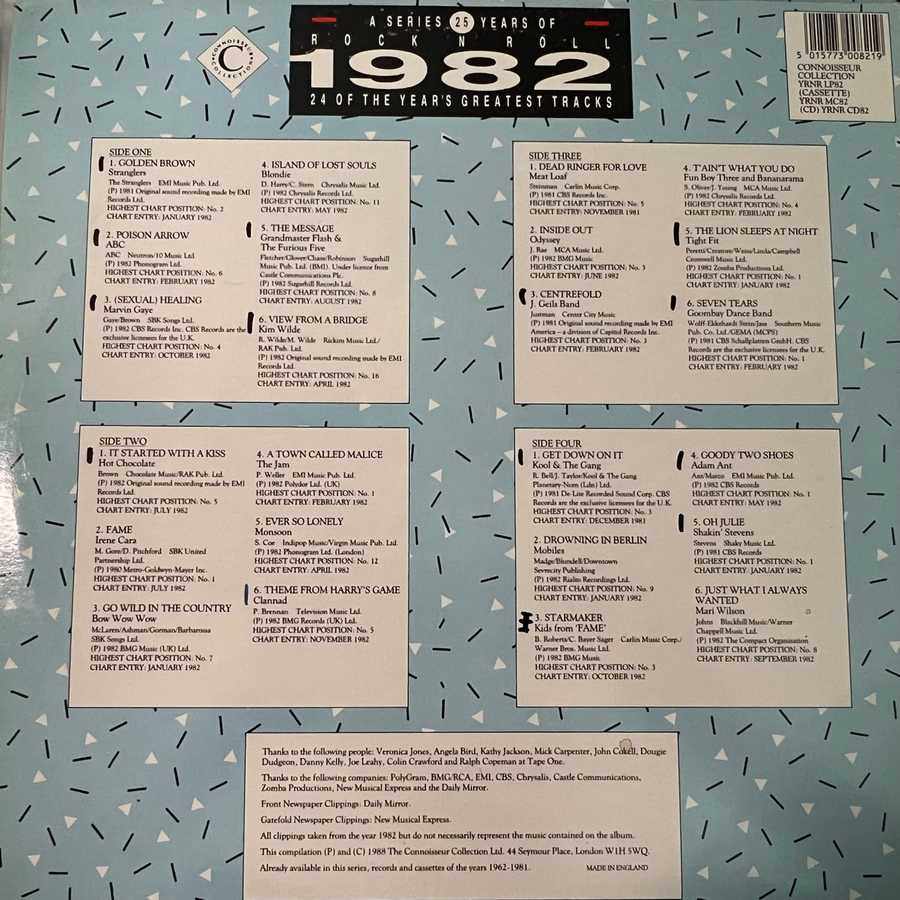 CONNOISSEUR
COLLECTION
C
A SERIES 25 YEARS OF
ROCK N ROLL
1982
24 OF THE YEAR'S GREATEST TRACKS
5 015773 008219
CONNOISSEUR
COLLECTION
YRNR LP82
(CASSETTE)
YRNR MC82
(CD) YRNR CD82
SIDE ONE
1. GOLDEN BROWN
Stranglers
The Stranglers EMI Music Pub. Ltd.
(P) 1981 Original sound recording made by EMI
Records Ltd.
HIGHEST CHART POSITION: No. 2
CHART ENTRY: JANUARY 1982
2. POISON ARROW
ABC
ABC Neutron/10 Music Ltd
(P) 1982 Phonogram Ltd.
HIGHEST CHART POSITION: No. 6
CHART ENTRY: FEBRUARY 1982
3. (SEXUAL) HEALING
Marvin Gaye
Gaye/Brown SBK Songs Ltd.
(P) 1982 CBS Records Inc. CBS Records are the
exclusive licensees for the U.K.
HIGHEST CHART POSITION: No. 4
CHART ENTRY: OCTOBER 1982
4. ISLAND OF LOST SOULS
Blondie
D. Harry/C. Stein Chrysalis Music Ltd.
(P) 1982 Chrysalis Records Ltd.
HIGHEST CHART POSITION: No. 11
CHART ENTRY: MAY 1982
5. THE MESSAGE
Grandmaster Flash &
The Furious Five
Fletcher/Glover/Chase/Robinson Sugarhill
Music Pub. Ltd. (BMI). Under licence from
Castle Communications Plc.
(P) 1982 Sugarhill Records Ltd.
HIGHEST CHART POSITION: No. 8
CHART ENTRY: AUGUST 1982
6. VIEW FROM A BRIDGE
Kim Wilde
R. Wilde/M. Wilde Rickim Music Ltd./
RAK Pub. Ltd.
(P) 1982 Original sound recording made by EMI
Records Ltd.
HIGHEST CHART POSITION: No. 16
CHART ENTRY: APRIL 1982
SIDE THREE
1. DEAD RINGER FOR LOVE
Meat Loaf
Steinman Carlin Music Corp.
(P) 1981 CBS Records Inc.
HIGHEST CHART POSITION: No. 5
CHART ENTRY: NOVEMBER 1981
2. INSIDE OUT
Odyssey
J. Rae MCA Music Ltd.
(P) 1982 BMG Music
HIGHEST CHART POSITION: No. 3
CHART ENTRY: JUNE 1982
3. CENTREFOLD
J. Geils Band
Justman Center City Music
(P) 1981 Original sound recording made by EMI
America – a division of Capitol Records Inc.
HIGHEST CHART POSITION: No. 3
CHART ENTRY: FEBRUARY 1982
4. T'AIN'T WHAT YOU DO
Fun Boy Three and Bananarama
S. Oliver/J. Young MCA Music Ltd.
(P) 1982 Chrysalis Records Ltd.
HIGHEST CHART POSITION: No. 4
CHART ENTRY: FEBRUARY 1982
5. THE LION SLEEPS AT NIGHT
Tight Fit
Peretti/Creatore/Weiss/Linda/Campbell
Cromwell Music Ltd.
(P) 1982 Zomba Productions Ltd.
HIGHEST CHART POSITION: No. 1
CHART ENTRY: JANUARY 1982
6. SEVEN TEARS
Goombay Dance Band
Wolff-Ekkehardt Stein/Jass Southern Music
Pub. Co. Ltd./GEMA (MCPS)
(P) 1981 CBS Schallplatten GmbH. CBS
Records are the exclusive licensees for the U.K.
HIGHEST CHART POSITION: No. 1
CHART ENTRY: FEBRUARY 1982
SIDE TWO
1. IT STARTED WITH A KISS
Hot Chocolate
Brown Chocolate Music/RAK Pub. Ltd.
(P) 1982 Original sound recording made by EMI
Records Ltd.
HIGHEST CHART POSITION: No. 5
CHART ENTRY: JULY 1982
2. FAME
Irene Cara
M. Gore/D. Pitchford SBK United
Partnership Ltd.
(P) 1980 Metro-Goldwyn-Mayer Inc.
HIGHEST CHART POSITION: No. 1
CHART ENTRY: JULY 1982
3. GO WILD IN THE COUNTRY
Bow Wow Wow
McLaren/Ashman/Gorman/Barbarossa
SBK Songs Ltd.
(P) 1982 BMG Music (UK) Ltd.
HIGHEST CHART POSITION: No. 7
CHART ENTRY: JANUARY 1982
4. A TOWN CALLED MALICE
The Jam
P. Weller EMI Music Pub. Ltd.
(P) 1982 Polydor Ltd. (UK)
HIGHEST CHART POSITION: No. 1
CHART ENTRY: FEBRUARY 1982
5. EVER SO LONELY
Monsoon
S. Coe Indipop Music/Virgin Music Pub. Ltd.
(P) 1982 Phonogram Ltd. (London)
HIGHEST CHART POSITION: No. 12
CHART ENTRY: APRIL 1982
6. THEME FROM HARRY'S GAME
Clannad
P. Brennan Television Music Ltd.
(P) 1982 BMG Records (UK) Ltd.
HIGHEST CHART POSITION: No. 5
CHART ENTRY: NOVEMBER 1982
SIDE FOUR
1. GET DOWN ON IT
Kool & The Gang
R. Bell/J. Taylor/Kool & The Gang
Planetary-Nom (Ldn) Ltd.
(P) 1981 De-Lite Recorded Sound Corp. CBS
Records are the exclusive licensees for the U.K.
HIGHEST CHART POSITION: No. 3
CHART ENTRY: DECEMBER 1981
2. DROWNING IN BERLIN
Mobiles
Madge/Blundell/Downtown
Sevencity Publishing
(P) 1982 Rialto Recordings Ltd.
HIGHEST CHART POSITION: No. 9
CHART ENTRY: JANUARY 1982
3. STARMAKER
Kids from 'FAME'
B. Roberts/C. Bayer Sager Carlin Music Corp./
Warner Bros. Music Ltd.
(P) 1982 BMG Music
HIGHEST CHART POSITION: No. 3
CHART ENTRY: OCTOBER 1982
4. GOODY TWO SHOES
Adam Ant
Ant/Marco EMI Music Pub. Ltd.
(P) 1982 CBS Records
HIGHEST CHART POSITION: No. 1
CHART ENTRY: MAY 1982
5. OH JULIE
Shakin' Stevens
Stevens Shaky Music Ltd.
(P) 1981 CBS Records
HIGHEST CHART POSITION: No. 1
CHART ENTRY: JANUARY 1982
6. JUST WHAT I ALWAYS
WANTED
Mari Wilson
Johns Blackhill Music/Warner
Chappell Music Ltd.
(P) 1982 The Compact Organisation
HIGHEST CHART POSITION: No. 8
CHART ENTRY: SEPTEMBER 1982
Thanks to the following people: Veronica Jones, Angela Bird, Kathy Jackson, Mick Carpenter, John Cokell, Dougie
Dudgeon, Danny Kelly, Joe Leahy, Colin Crawford and Ralph Copeman at Tape One.
Thanks to the following companies: PolyGram, BMG/RCA, EMI, CBS, Chrysalis, Castle Communications,
Zomba Productions, New Musical Express and the Daily Mirror.
Front Newspaper Clippings: Daily Mirror.
Gatefold Newspaper Clippings: New Musical Express.
All clippings taken from the year 1982 but do not necessarily represent the music contained on the album.
This compilation (P) and (C) 1988 The Connoisseur Collection Ltd. 44 Seymour Place, London W1H 5WQ.
Already available in this series, records and cassettes of the years 1962-1981.
MADE IN ENGLAND